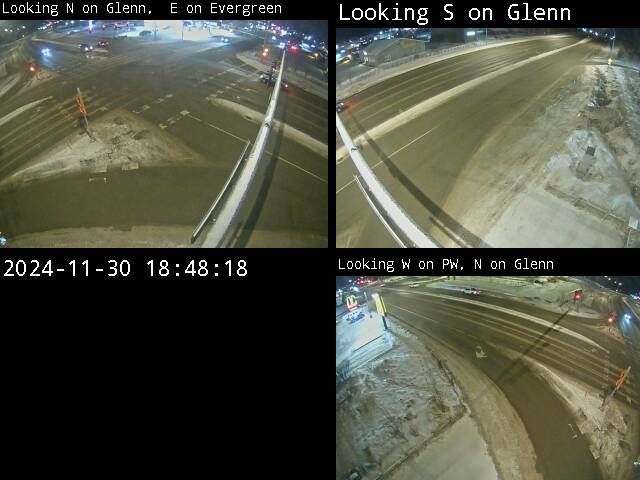 Looking N on Glenn,  E on Evergreen
Looking S on Glenn
2024-11-30 18:48:18
Looking W on PW, N on Glenn